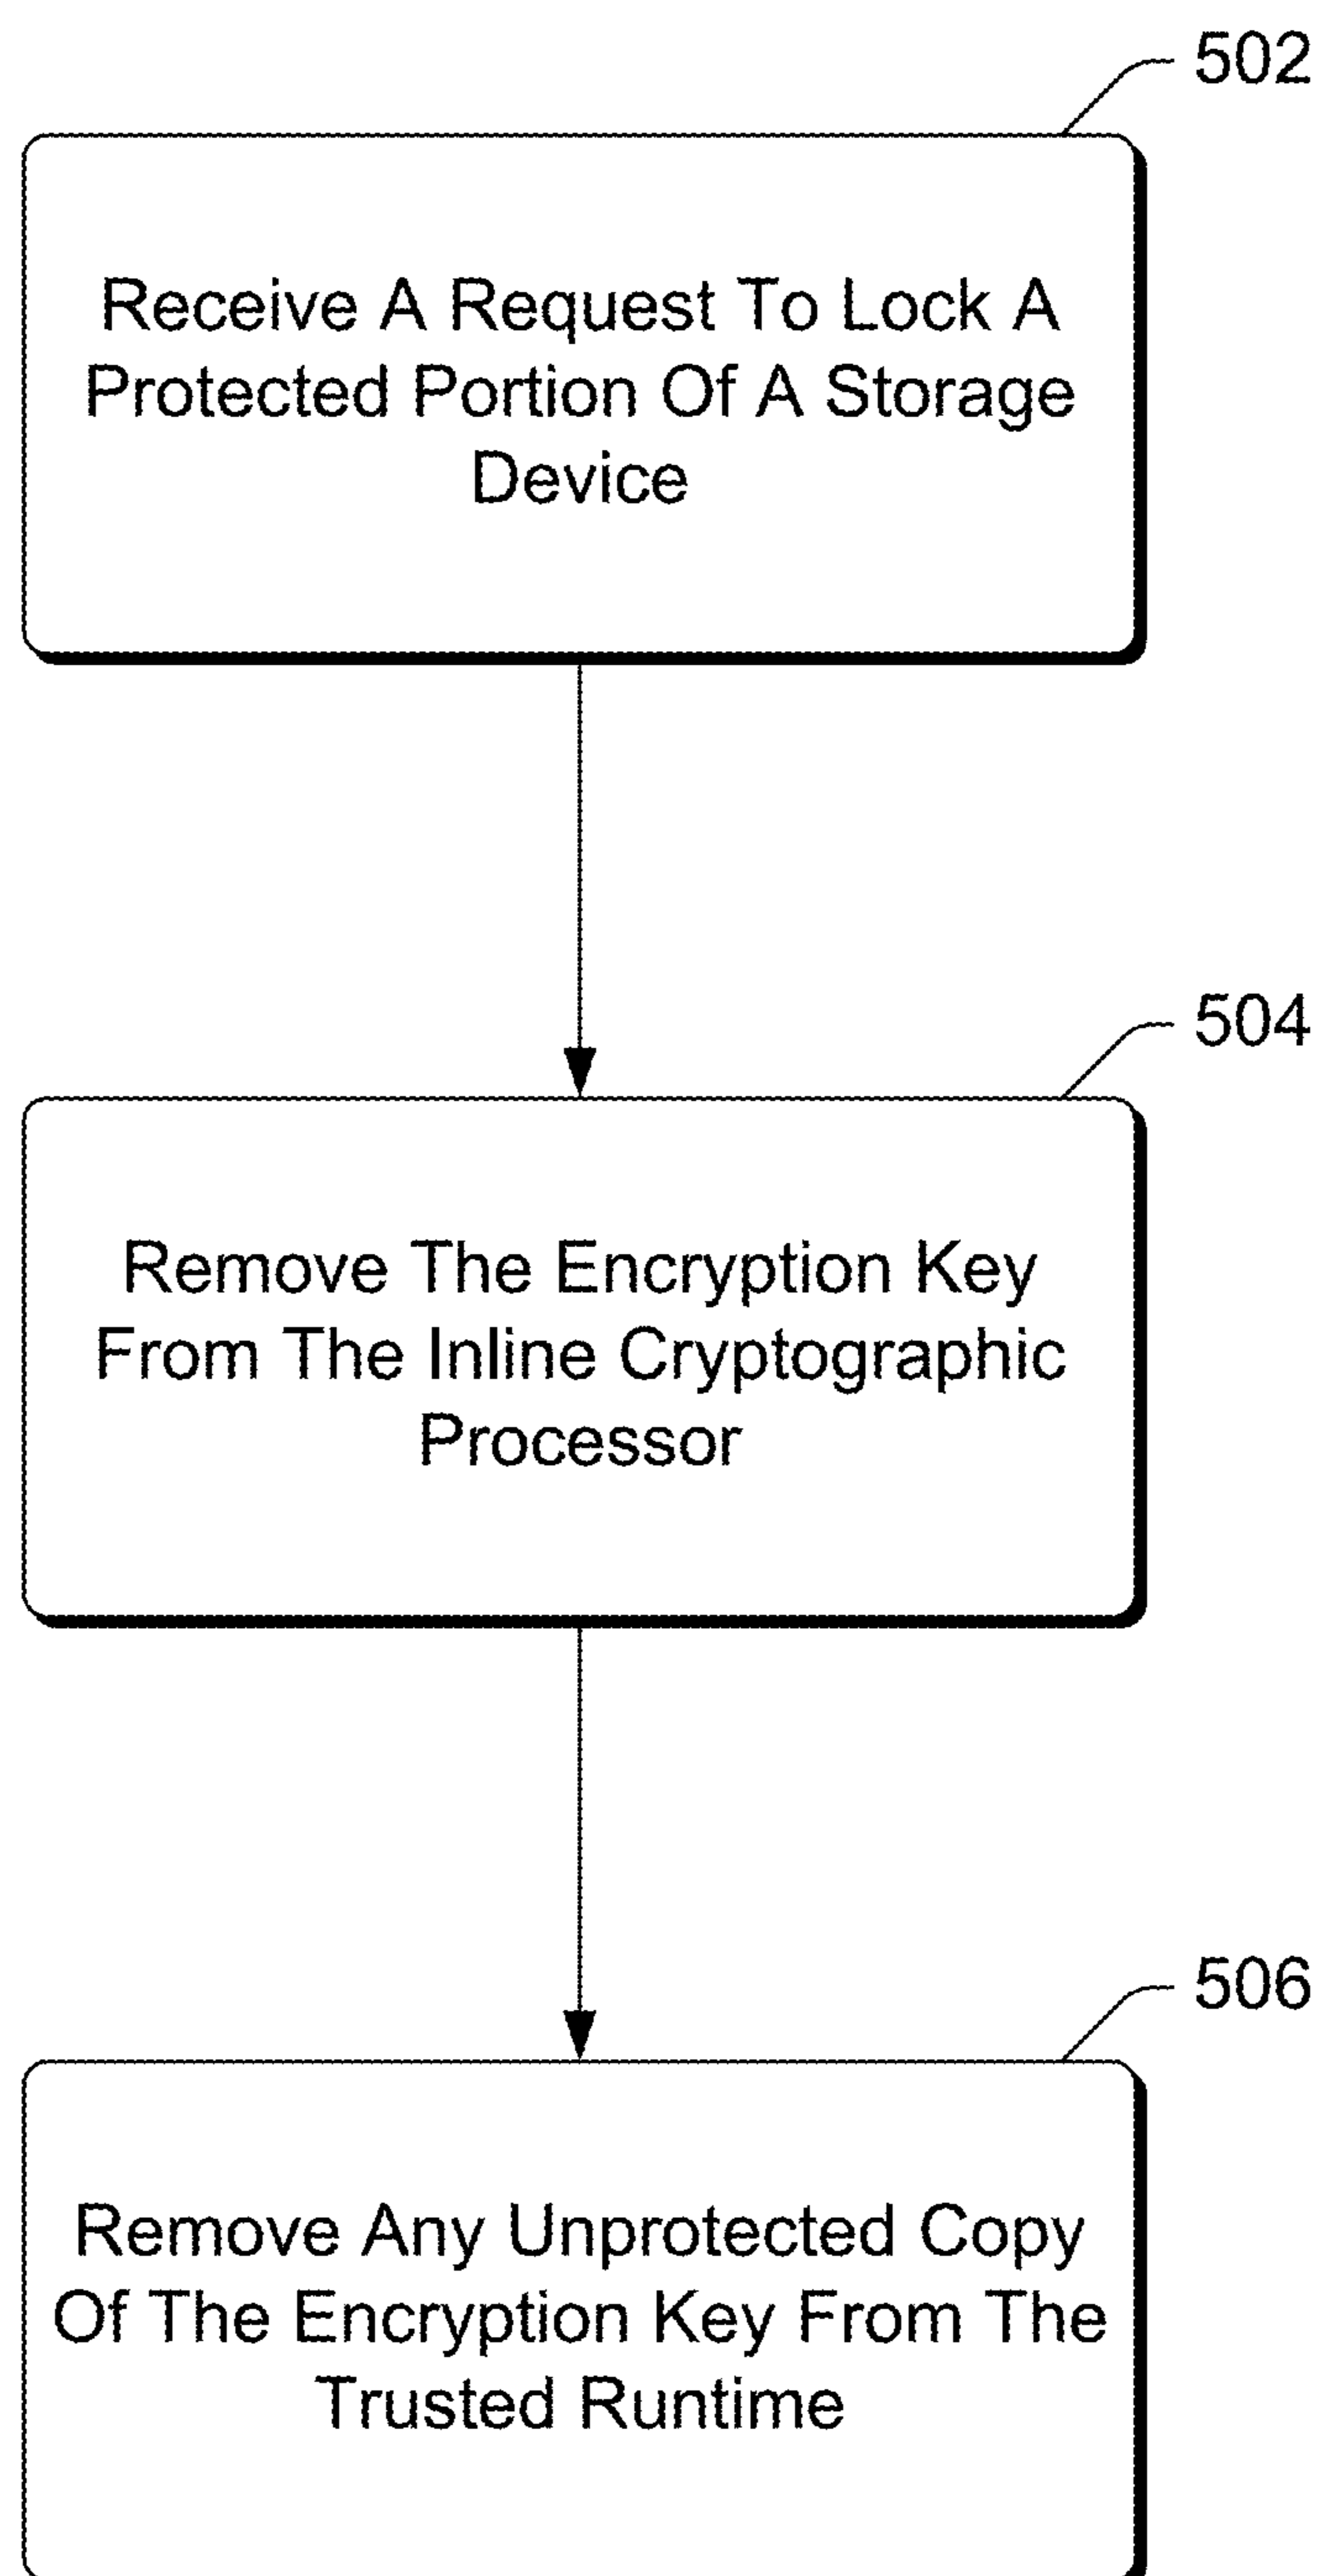 502
Receive A Request To Lock A
Protected Portion Of A Storage
Device
504
Remove The Encryption Key
From The Inline Cryptographic
Processor
506
Remove Any Unprotected Copy
Of The Encryption Key From The
Trusted Runtime